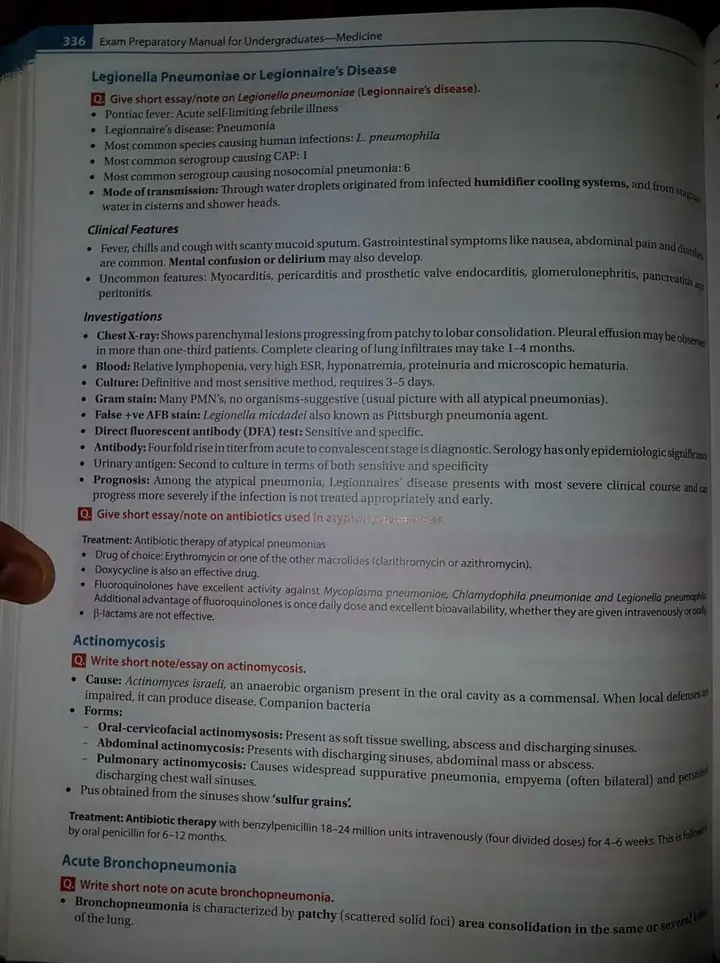 336 Exam Preparatory Manual for Undergraduates—Medicine
Legionella Pneumoniae or Legionnaire's Disease
Q. Give short essay/note on Legionella pneumoniae (Legionnaire's disease).
• Pontiac fever: Acute self-limiting febrile illness
• Legionnaire's disease: Pneumonia
• Most common species causing human infections: L. pneumophila
• Most common serogroup causing CAP: 1
• Most common serogroup causing nosocomial pneumonia: 6
• Mode of transmission: Through water droplets originated from infected humidifier cooling systems, and from
water in cisterns and shower heads.
Clinical Features
• Fever, chills and cough with scanty mucoid sputum. Gastrointestinal symptoms like nausea, abdominal pain and
are common. Mental confusion or delirium may also develop.
• Uncommon features: Myocarditis, pericarditis and prosthetic valve endocarditis, glomerulonephritis, pancreatitis and
peritonitis.
Investigations
• Chest X-ray: Shows parenchymal lesions progressing from patchy to lobar consolidation. Pleural effusion may be
in more than one-third patients. Complete clearing of lung infiltrates may take 1–4 months.
• Blood: Relative lymphopenia, very high ESR, hyponatremia, proteinuria and microscopic hematuria.
• Culture: Definitive and most sensitive method, requires 3–5 days.
• Gram stain: Many PMN's, no organisms-suggestive (usual picture with all atypical pneumonias).
• False +ve AFB stain: Legionella micdadei also known as Pittsburgh pneumonia agent.
• Direct fluorescent antibody (DFA) test: Sensitive and specific.
• Antibody: Four fold rise in titer from acute to convalescent stage is diagnostic. Serology has only epidemiologic
• Urinary antigen: Second to culture in terms of both sensitive and specificity
• Prognosis: Among the atypical pneumonia, Legionnaires' disease presents with most severe clinical course and
progress more severely if the infection is not treated appropriately and early.
Q. Give short essay/note on antibiotics used in atypical pneumonias.
Treatment: Antibiotic therapy of atypical pneumonias
• Drug of choice: Erythromycin or one of the other macrolides (clarithromycin or azithromycin).
• Doxycycline is also an effective drug.
• Fluoroquinolones have excellent activity against Mycoplasma pneumoniae, Chlamydophila pneumoniae and Legionella
Additional advantage of fluoroquinolones is once daily dose and excellent bioavailability, whether they are given intravenously or
• β-lactams are not effective.
Actinomycosis
Q. Write short note/essay on actinomycosis.
• Cause: Actinomyces israeli, an anaerobic organism present in the oral cavity as a commensal. When local defenses
impaired, it can produce disease. Companion bacteria
• Forms:
– Oral-cervicofacial actinomysosis: Present as soft tissue swelling, abscess and discharging sinuses.
– Abdominal actinomycosis: Presents with discharging sinuses, abdominal mass or abscess.
– Pulmonary actinomycosis: Causes widespread suppurative pneumonia, empyema (often bilateral) and
discharging chest wall sinuses.
• Pus obtained from the sinuses show 'sulfur grains'.
Treatment: Antibiotic therapy with benzylpenicillin 18–24 million units intravenously (four divided doses) for 4–6 weeks. This is
by oral penicillin for 6–12 months.
Acute Bronchopneumonia
Q. Write short note on acute bronchopneumonia.
• Bronchopneumonia is characterized by patchy (scattered solid foci) area consolidation in the same or several
of the lung.